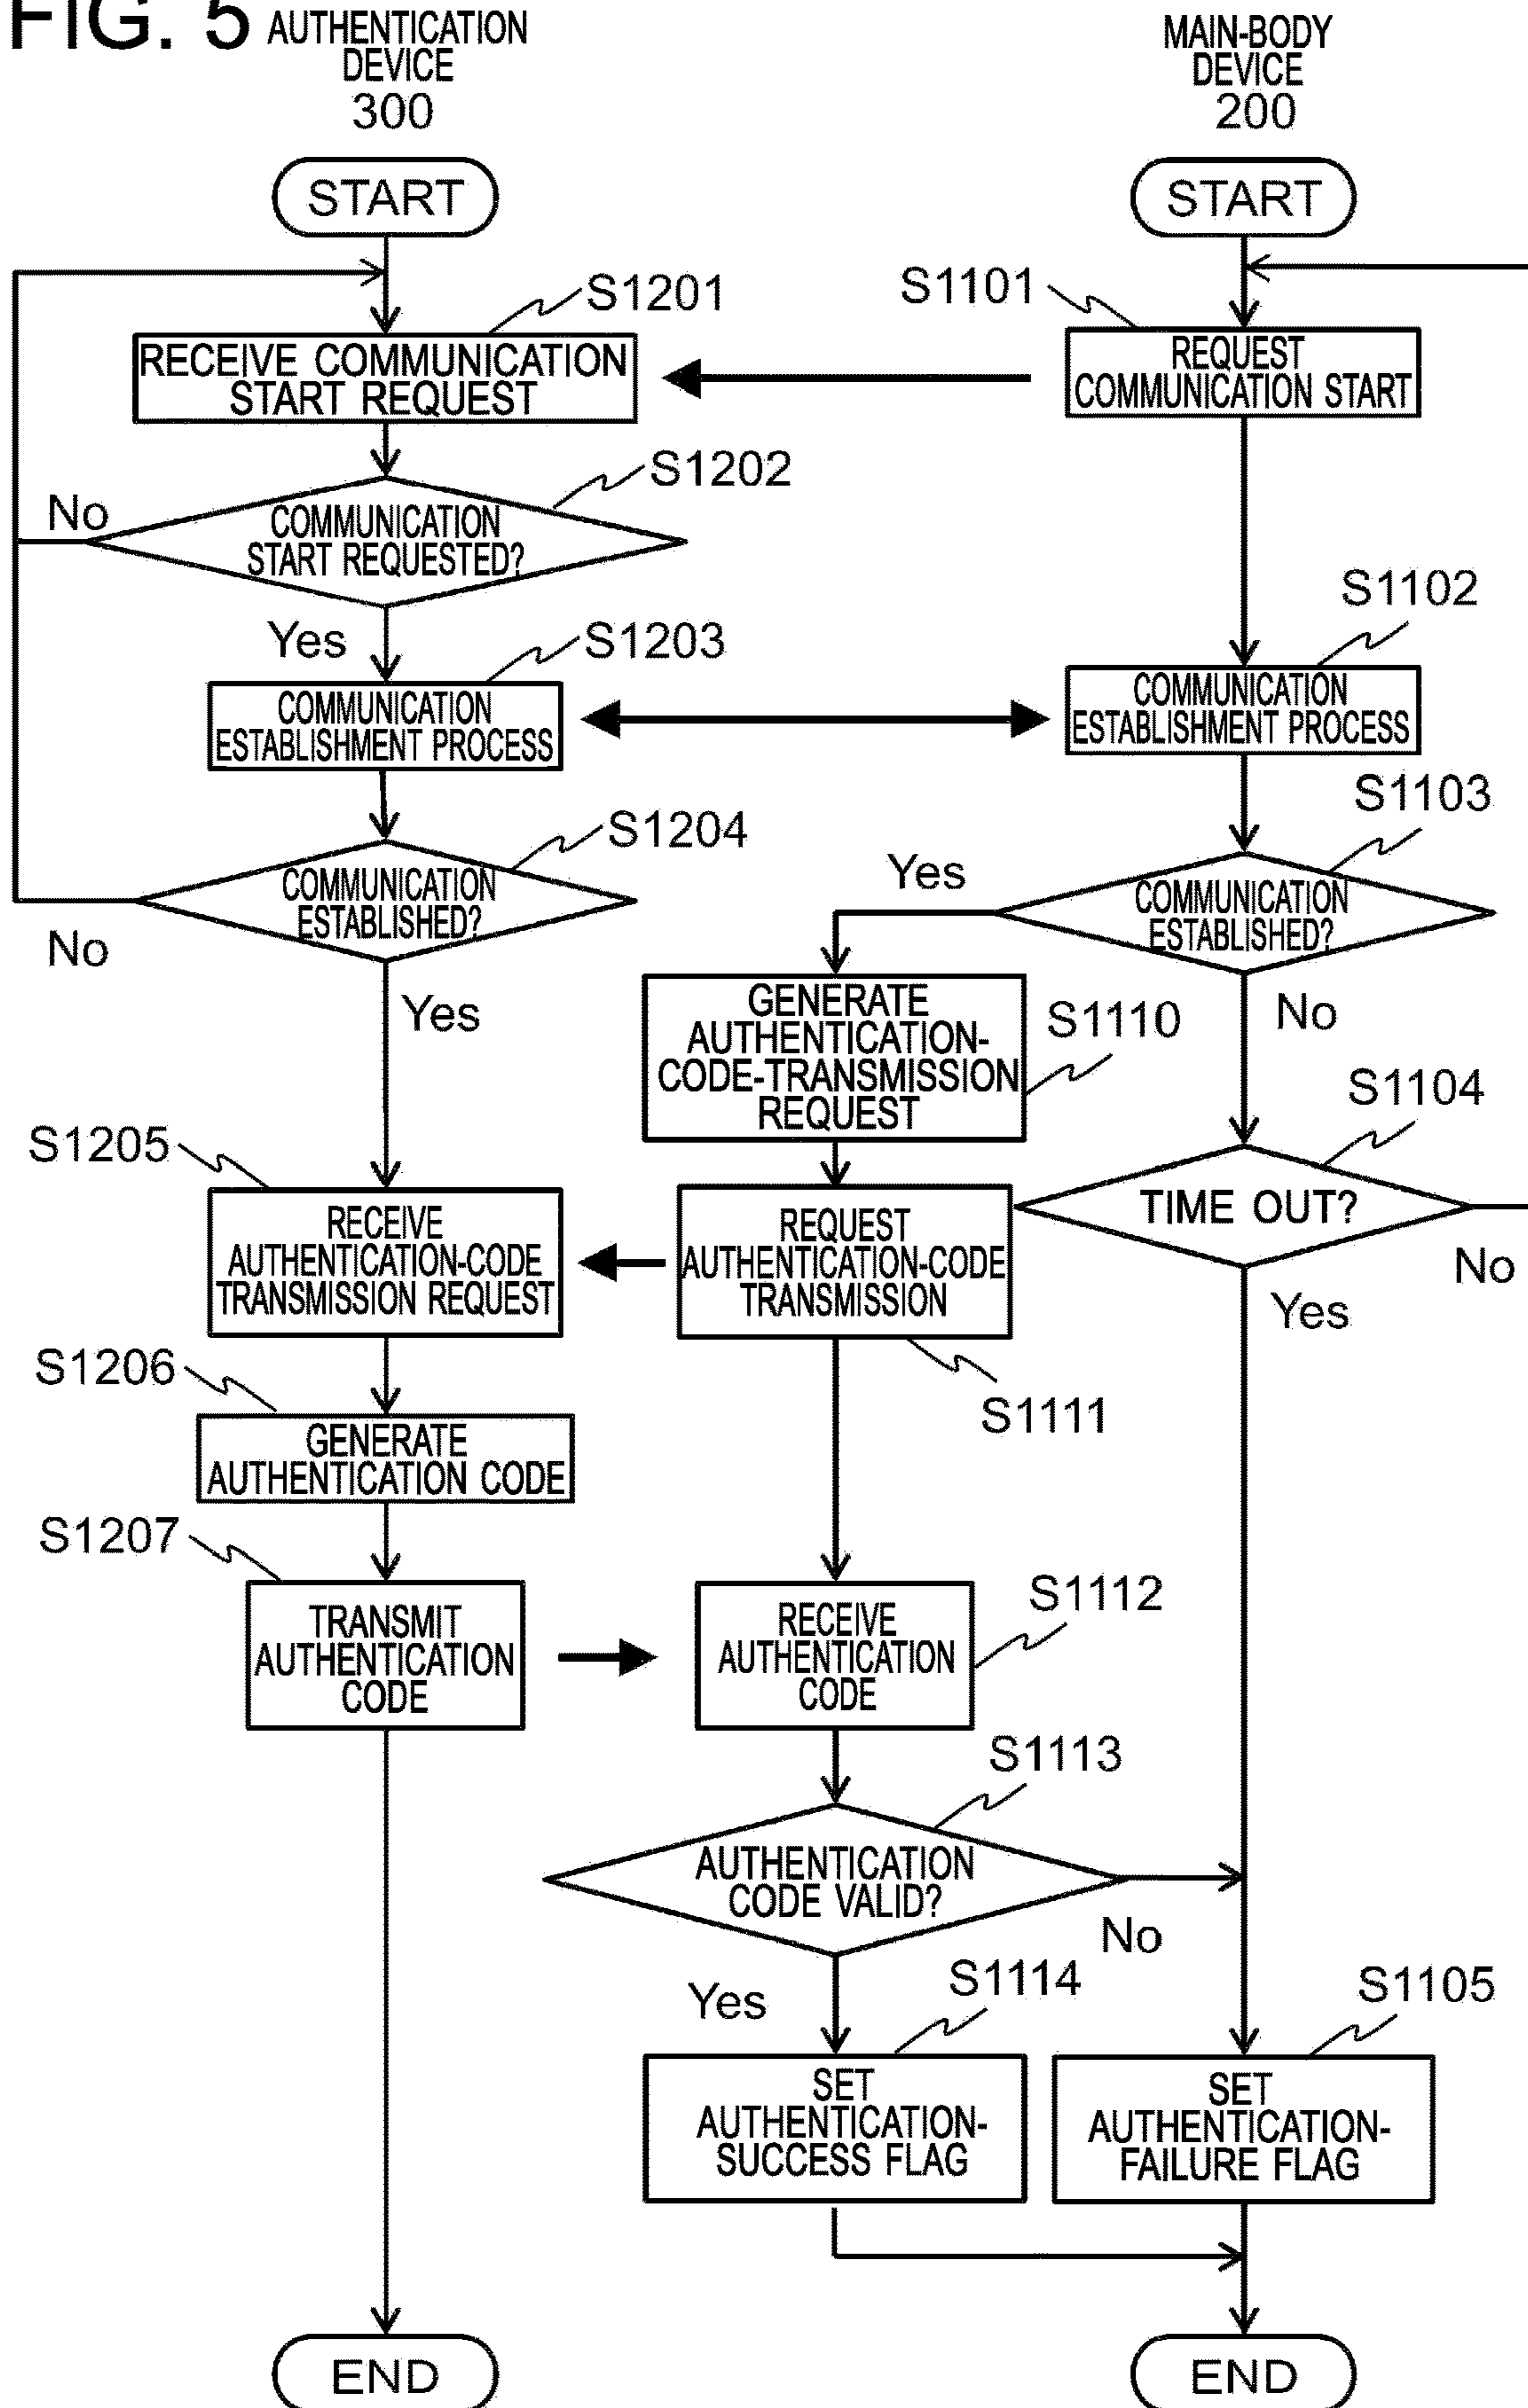 FIG. 5
AUTHENTICATION
DEVICE
300
MAIN-BODY
DEVICE
200
START
START
S1201
S1101
RECEIVE COMMUNICATION
START REQUEST
REQUEST
COMMUNICATION START
S1202
No
COMMUNICATION
START REQUESTED?
Yes
S1203
S1102
COMMUNICATION
ESTABLISHMENT PROCESS
COMMUNICATION
ESTABLISHMENT PROCESS
S1204
S1103
COMMUNICATION
ESTABLISHED?
No
Yes
Yes
COMMUNICATION
ESTABLISHED?
No
GENERATE
AUTHENTICATION-
CODE-TRANSMISSION
REQUEST
S1110
S1104
TIME OUT?
No
Yes
S1205
RECEIVE
AUTHENTICATION-CODE
TRANSMISSION REQUEST
REQUEST
AUTHENTICATION-CODE
TRANSMISSION
S1111
S1206
GENERATE
AUTHENTICATION CODE
S1207
TRANSMIT
AUTHENTICATION
CODE
RECEIVE
AUTHENTICATION
CODE
S1112
S1113
AUTHENTICATION
CODE VALID?
No
Yes
S1114
S1105
SET
AUTHENTICATION-
SUCCESS FLAG
SET
AUTHENTICATION-
FAILURE FLAG
END
END